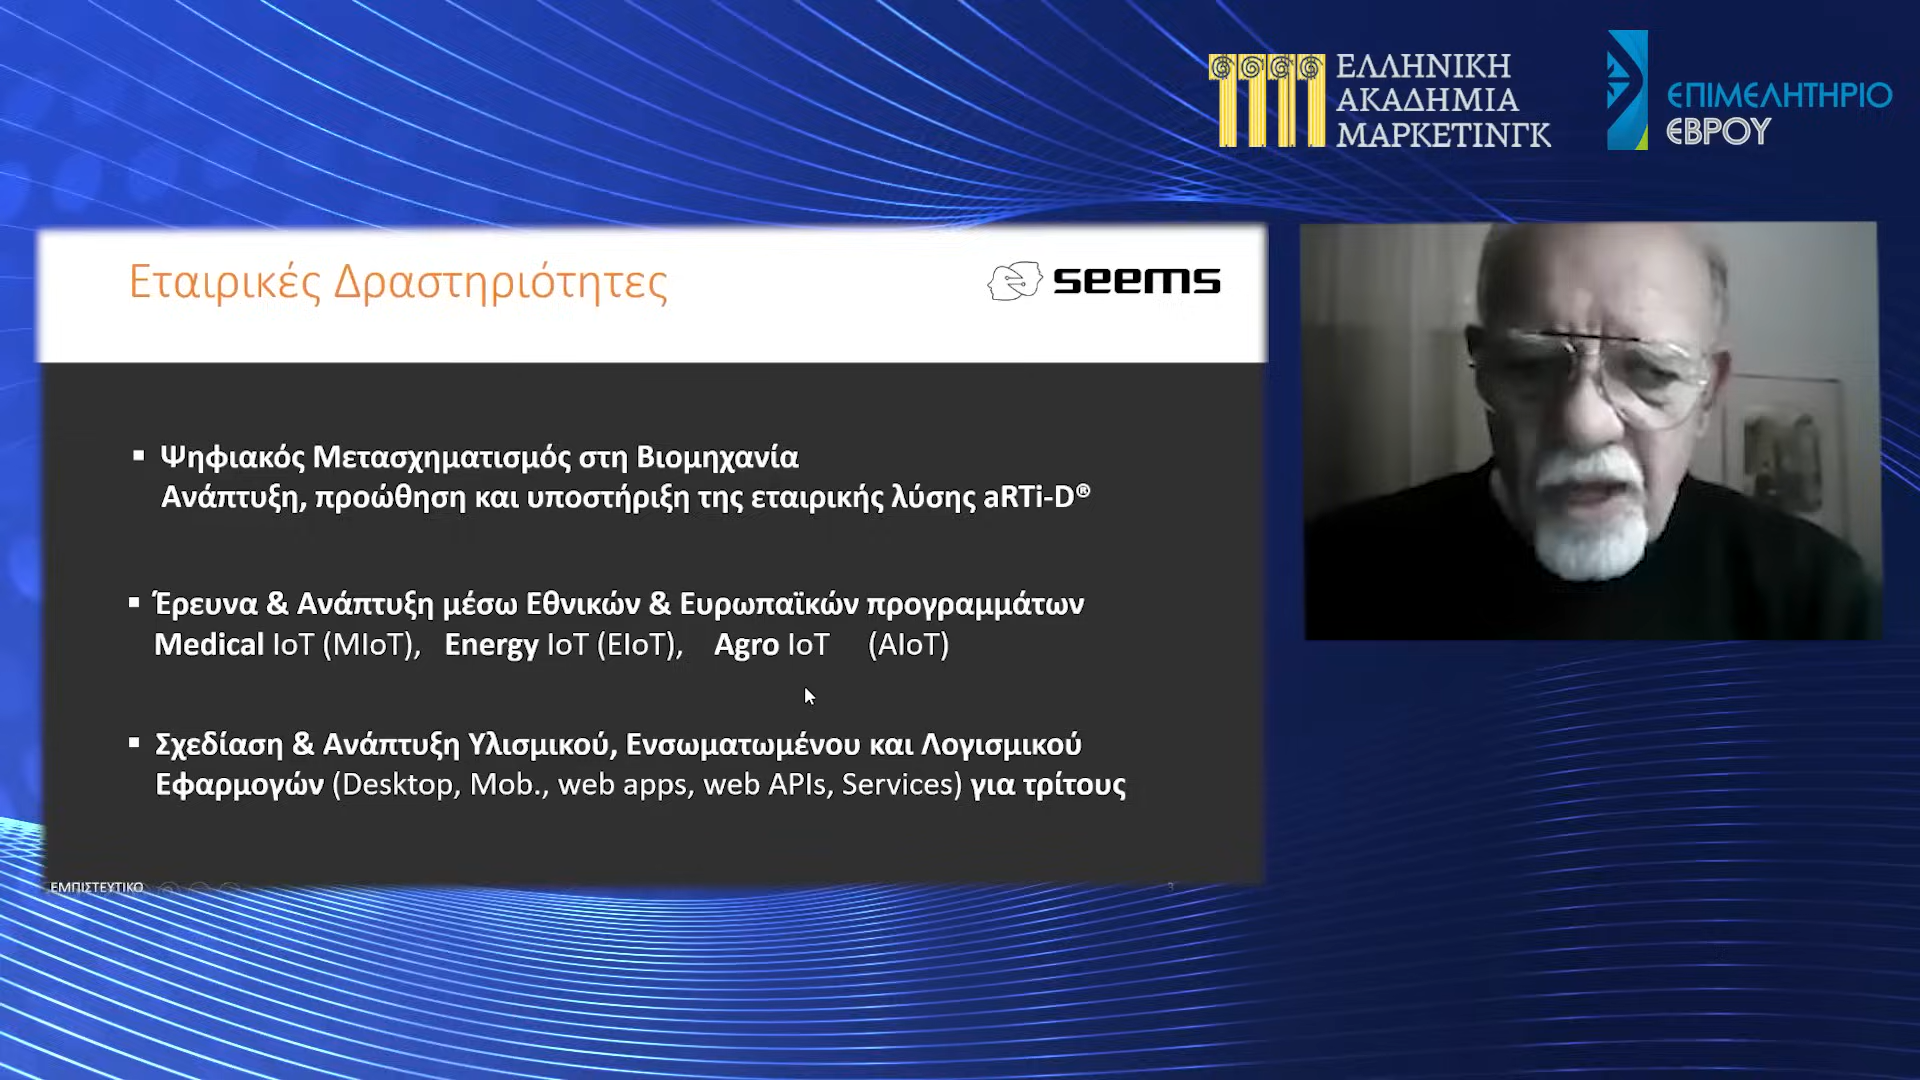 ΕΛΛΗΝΙΚΗ
ΑΚΑΔΗΜΙΑ
ΜΑΡΚΕΤΙΝΓΚ
ΕΠΙΜΕΛΗΤΗΡΙΟ
ΕΒΡΟΥ
Εταιρικές Δραστηριότητες
seems
▪ Ψηφιακός Μετασχηματισμός στη Βιομηχανία
Ανάπτυξη, προώθηση και υποστήριξη της εταιρικής λύσης aRTi-D®
▪ Έρευνα & Ανάπτυξη μέσω Εθνικών & Ευρωπαϊκών προγραμμάτων
Medical IoT (MIoT), Energy IoT (EIoT), Agro IoT (AIoT)
▪ Σχεδίαση & Ανάπτυξη Υλισμικού, Ενσωματωμένου και Λογισμικού
Εφαρμογών (Desktop, Mob., web apps, web APIs, Services) για τρίτους
ΕΜΠΙΣΤΕΥΤΙΚΟ
3